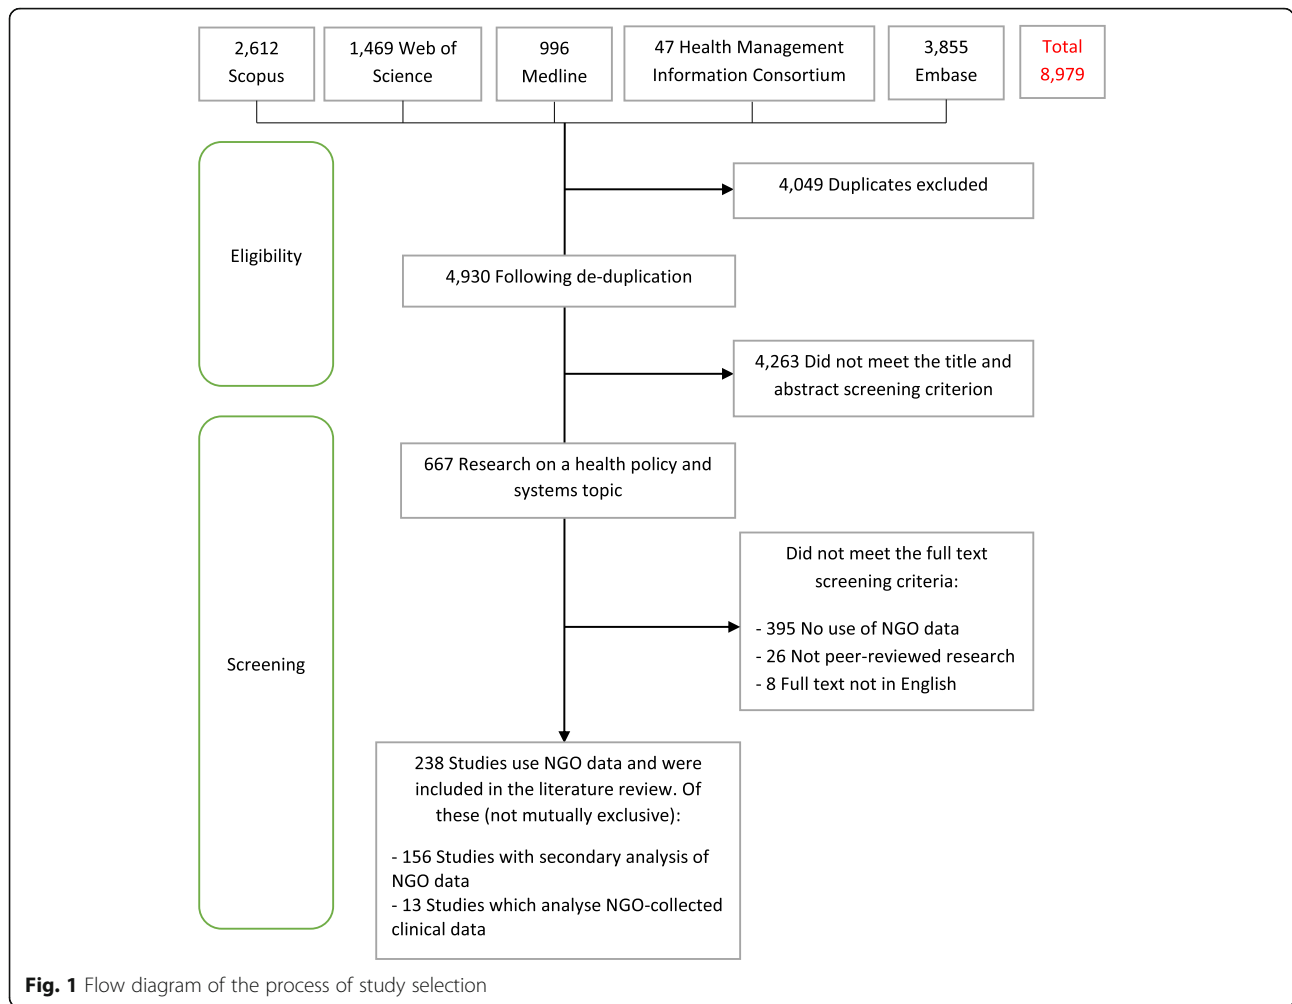 2,612
Scopus
1,469 Web of
Science
996
Medline
47 Health Management
Information Consortium
3,855
Embase
Total
8,979
4,049 Duplicates excluded
Eligibility
4,930 Following de-duplication
4,263 Did not meet the title and
abstract screening criterion
667 Research on a health policy and
systems topic
Did not meet the full text
screening criteria:
- 395 No use of NGO data
- 26 Not peer-reviewed research
- 8 Full text not in English
Screening
238 Studies use NGO data and were
included in the literature review. Of
these (not mutually exclusive):
- 156 Studies with secondary analysis of
NGO data
- 13 Studies which analyse NGO-collected
clinical data
Fig. 1 Flow diagram of the process of study selection